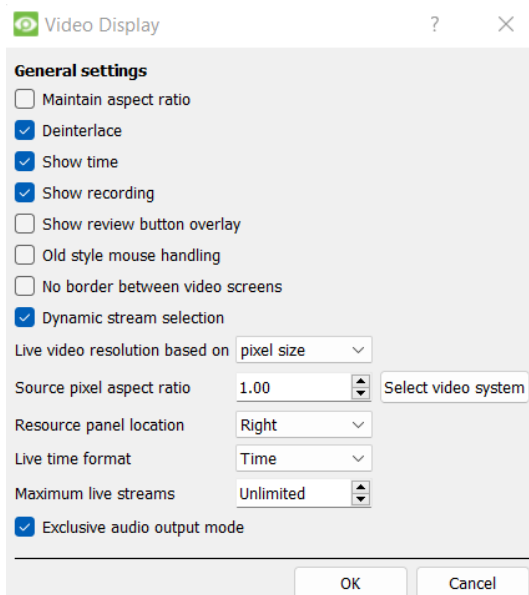 Video Display ?
General settings
Maintain aspect ratio
Deinterlace
Show time
Show recording
Show review button overlay
Old style mouse handling
No border between video screens
Dynamic stream selection
Live video resolution based on pixel size
Source pixel aspect ratio 1.00 Select video system
Resource panel location Right
Live time format Time
Maximum live streams Unlimited
Exclusive audio output mode
OK Cancel